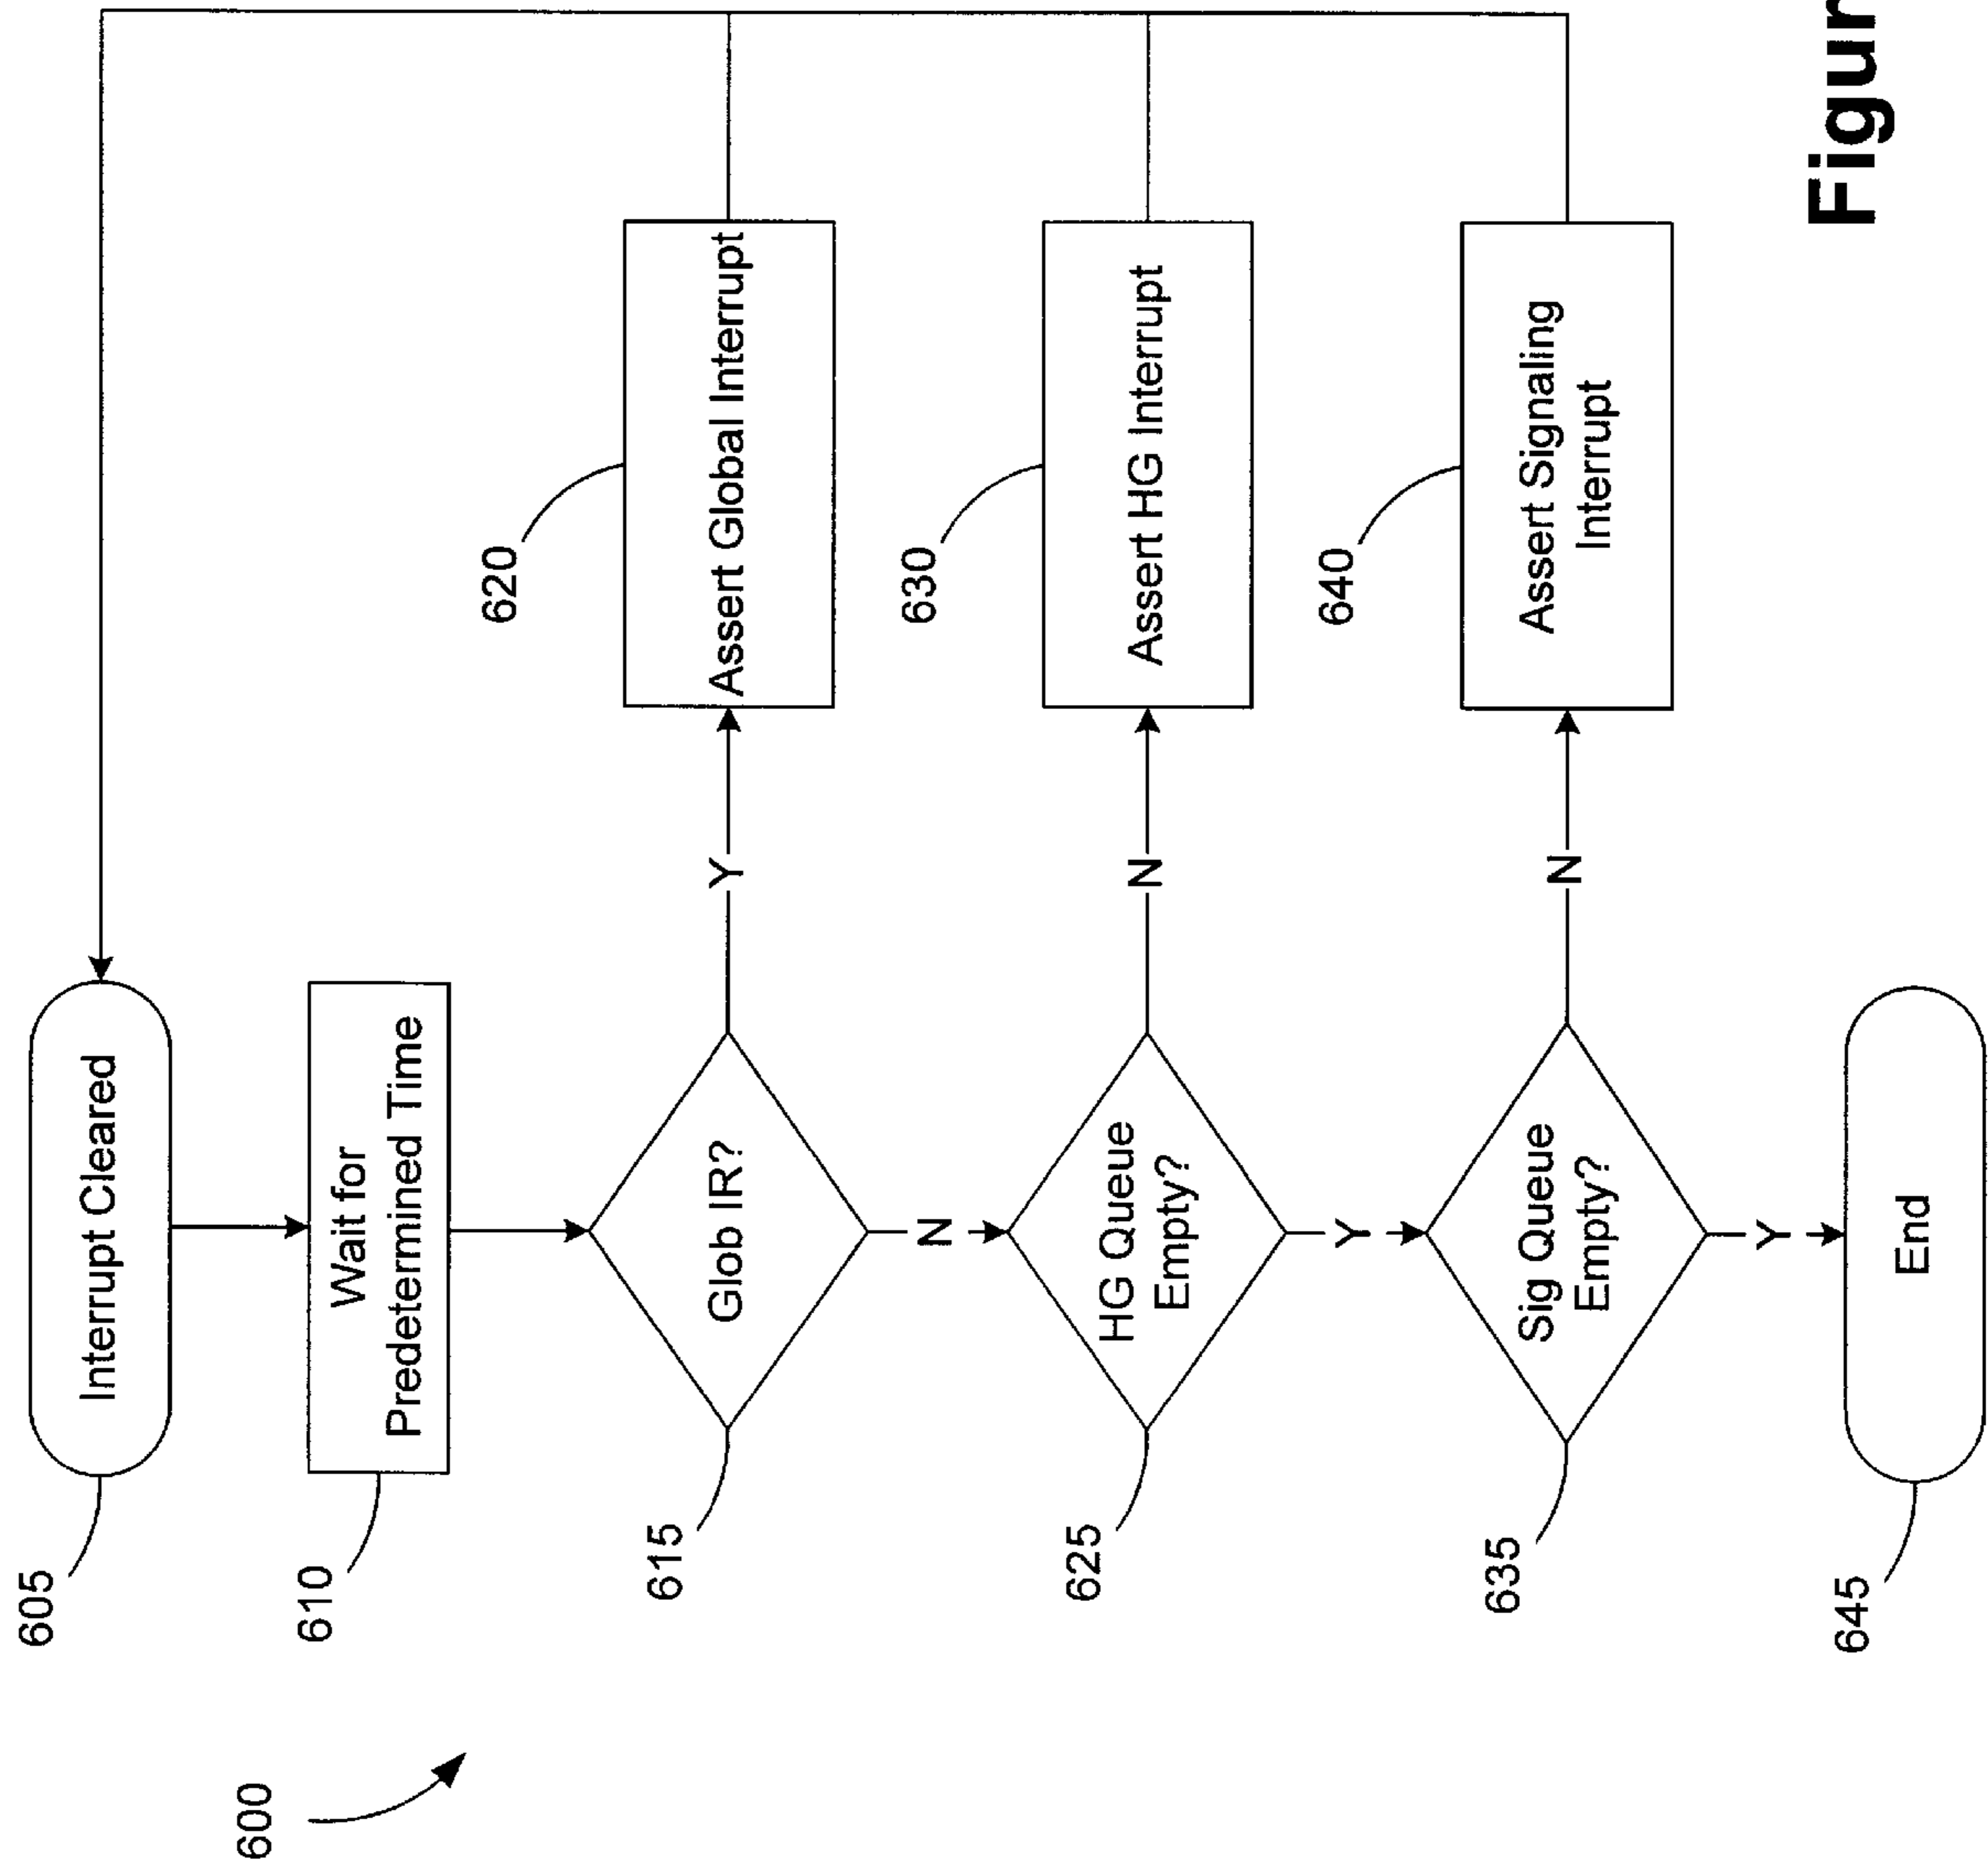 600
605
Interrupt Cleared
610
Wait for
Predetermined Time
615
Glob IR?
Y
620
Assert Global Interrupt
N
625
HG Queue
Empty?
N
630
Assert HG Interrupt
Y
635
Sig Queue
Empty?
N
640
Assert Signaling
Interrupt
Y
645
End
Figur